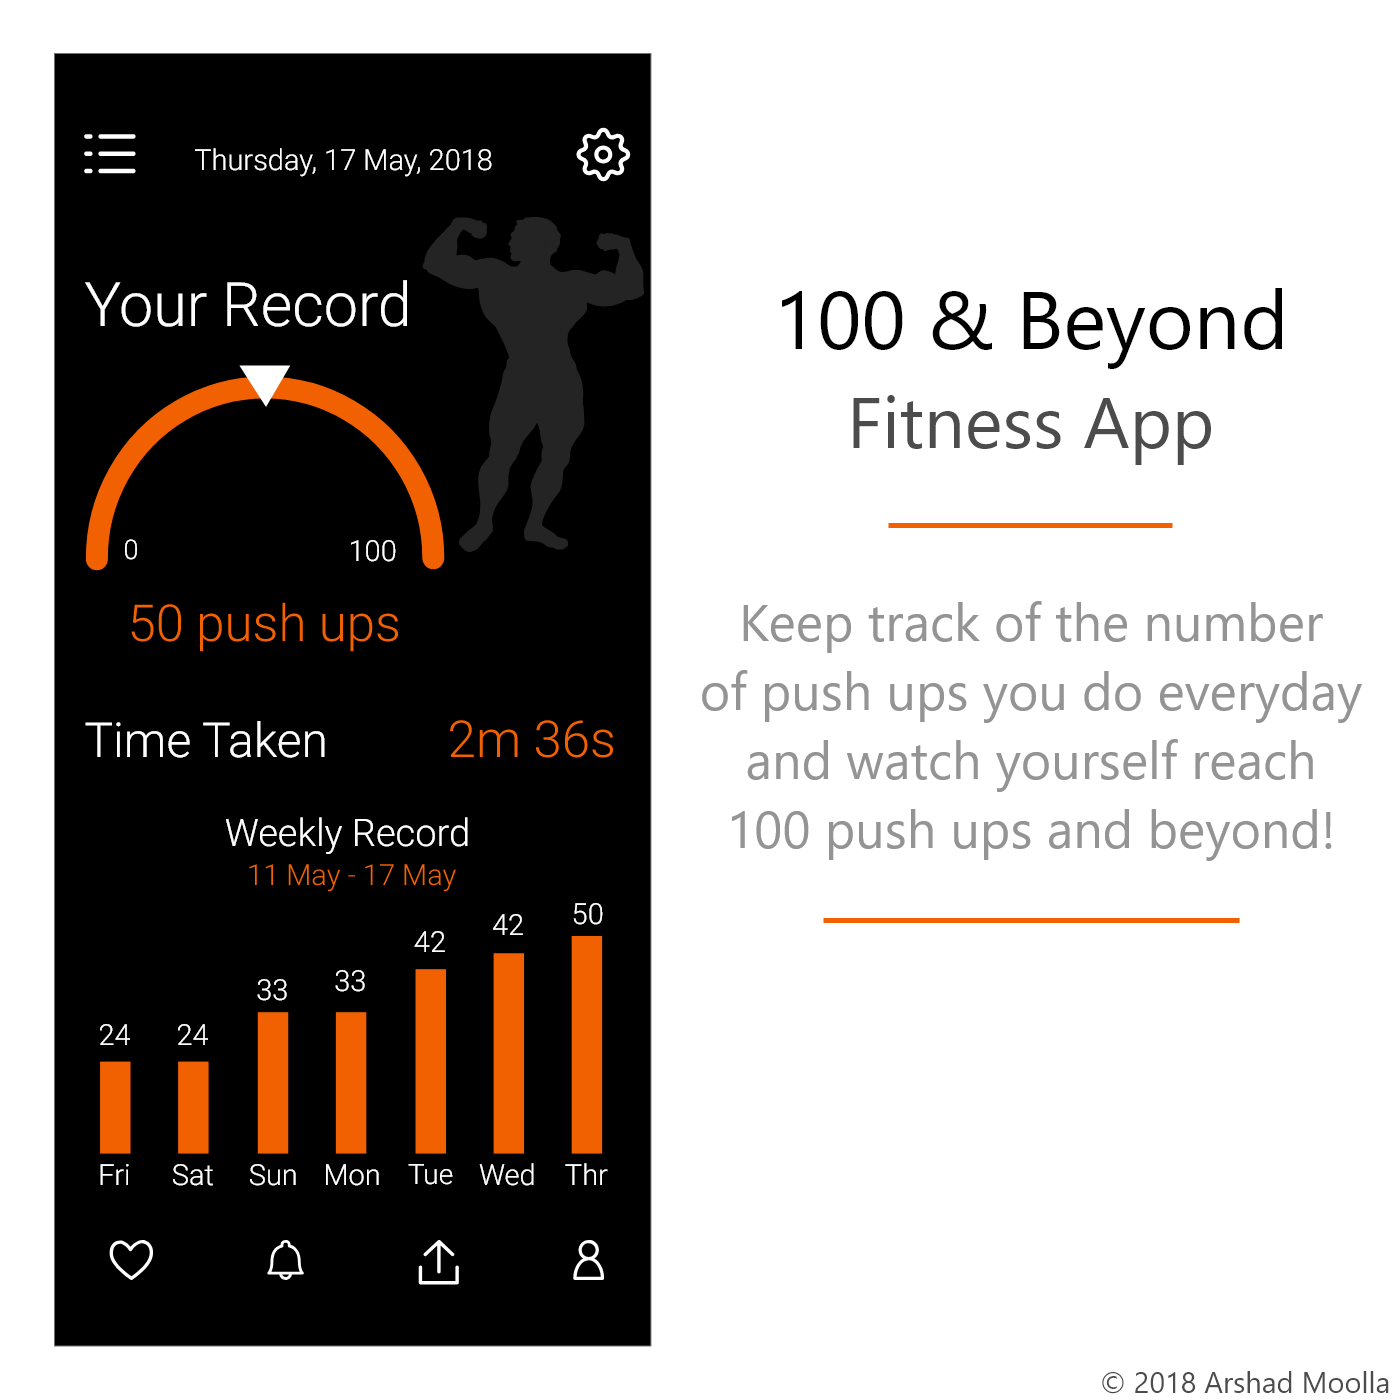 Thursday, 17 May, 2018
Your Record
0
100
50 push ups
Time Taken 2m 36s
Weekly Record
11 May - 17 May
24 24 33 33 42 42 50
Fri Sat Sun Mon Tue Wed Thr
100 & Beyond
Fitness App
Keep track of the number
of push ups you do everyday
and watch yourself reach
100 push ups and beyond!
© 2018 Arshad Moolla